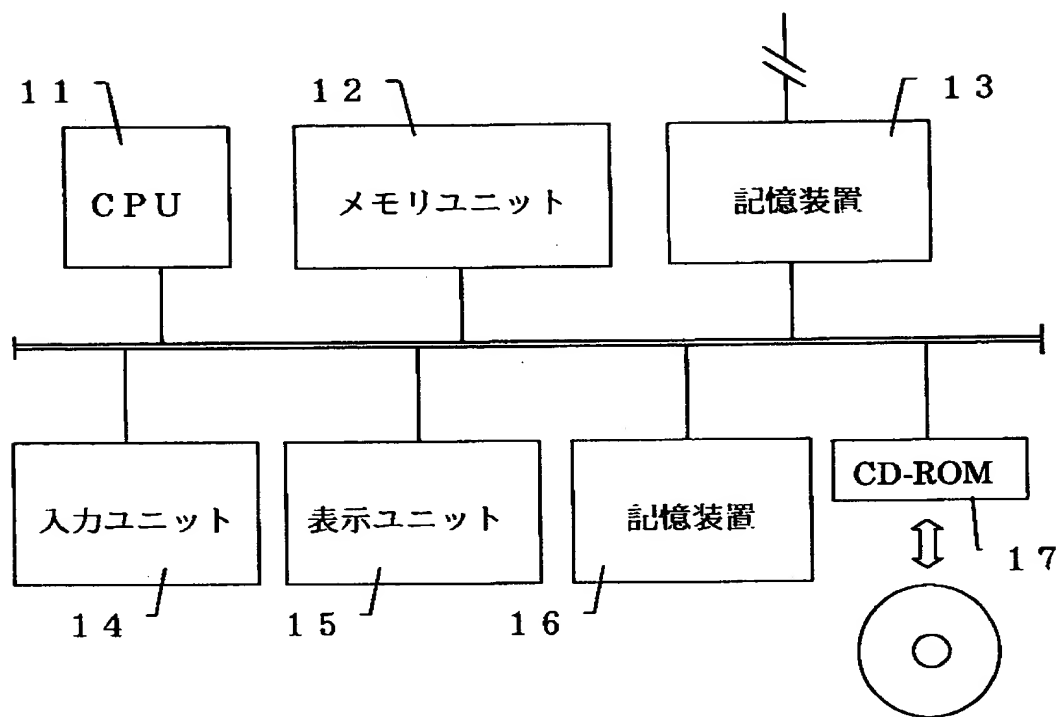 １１
１２
１３
ＣＰＵ
メモリユニット
記憶装置
入力ユニット
表示ユニット
記憶装置
CD-ROM
１４
１５
１６
１７